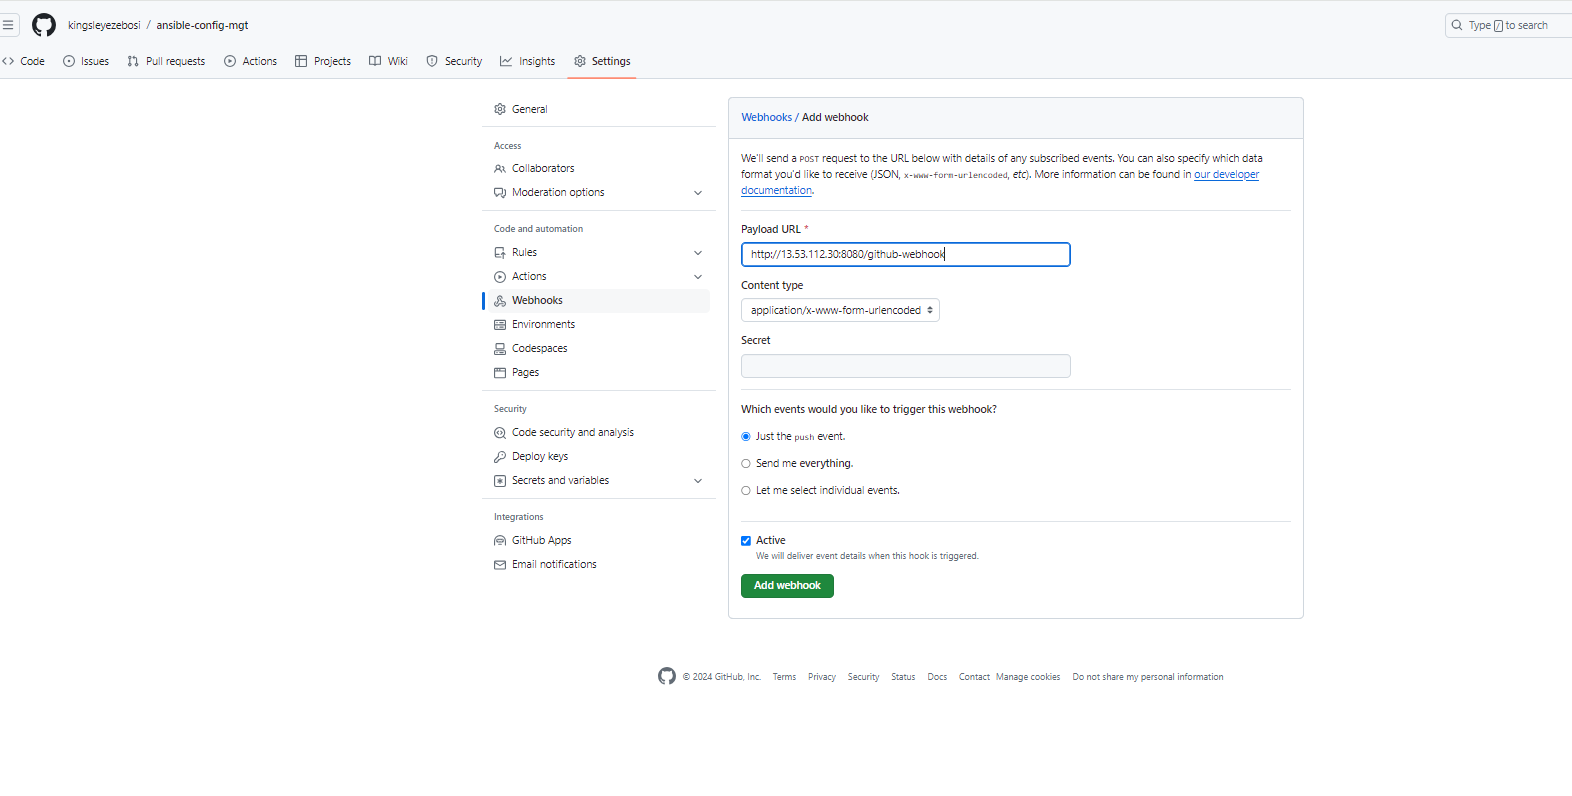 kingsleyezebosi / ansible-config-mgt
Type / to search
Code Issues Pull requests Actions Projects Wiki Security Insights Settings
General
Access
Collaborators
Moderation options
Code and automation
Rules
Actions
Webhooks
Environments
Codespaces
Pages
Security
Code security and analysis
Deploy keys
Secrets and variables
Integrations
GitHub Apps
Email notifications
Webhooks / Add webhook
We'll send a POST request to the URL below with details of any subscribed events. You can also specify which data
format you'd like to receive (JSON, x-www-form-urlencoded, etc). More information can be found in our developer
documentation.
Payload URL *
http://13.53.112.30:8080/github-webhook
Content type
application/x-www-form-urlencoded
Secret
Which events would you like to trigger this webhook?
Just the push event.
Send me everything.
Let me select individual events.
Active
We will deliver event details when this hook is triggered.
Add webhook
© 2024 GitHub, Inc. Terms Privacy Security Status Docs Contact Manage cookies Do not share my personal information